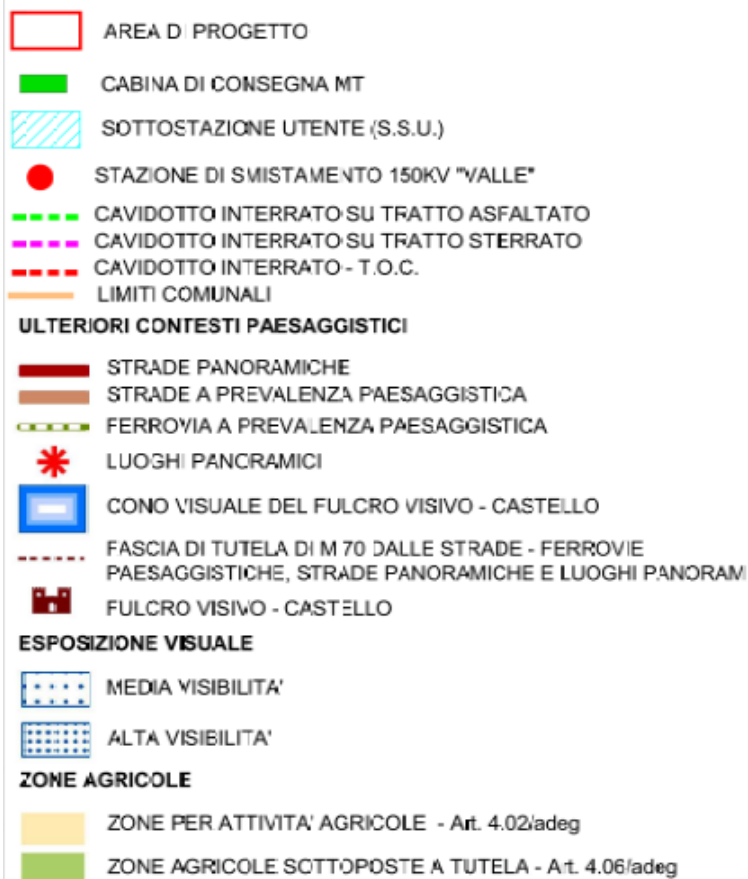 AREA DI PROGETTO
CABINA DI CONSEGNA MT
SOTTOSTAZIONE UTENTE (S.S.U.)
STAZIONE DI SMISTAMENTO 150KV "VALLE"
CAVIDOTTO INTERRATO SU TRATTO ASFALTATO
CAVIDOTTO INTERRATO SU TRATTO STERRATO
CAVIDOTTO INTERRATO - T.O.C.
LIMITI COMUNALI
ULTERIORI CONTESTI PAESAGGISTICI
STRADE PANORAMICHE
STRADE A PREVALENZA PAESAGGISTICA
FERROVIA A PREVALENZA PAESAGGISTICA
LUOGHI PANORAMICI
CONO VISUALE DEL FULCRO VISIVO - CASTELLO
FASCIA DI TUTELA DI M 70 DALLE STRADE - FERROVIE
PAESAGGISTICHE, STRADE PANORAMICHE E LUOGHI PANORAMI
FULCRO VISIVO - CASTELLO
ESPOSIZIONE VISUALE
MEDIA VISIBILITA'
ALTA VISIBILITA'
ZONE AGRICOLE
ZONE PER ATTIVITA' AGRICOLE - Art. 4.02/adeg
ZONE AGRICOLE SOTTOPOSTE A TUTELA - Art. 4.06/adeg